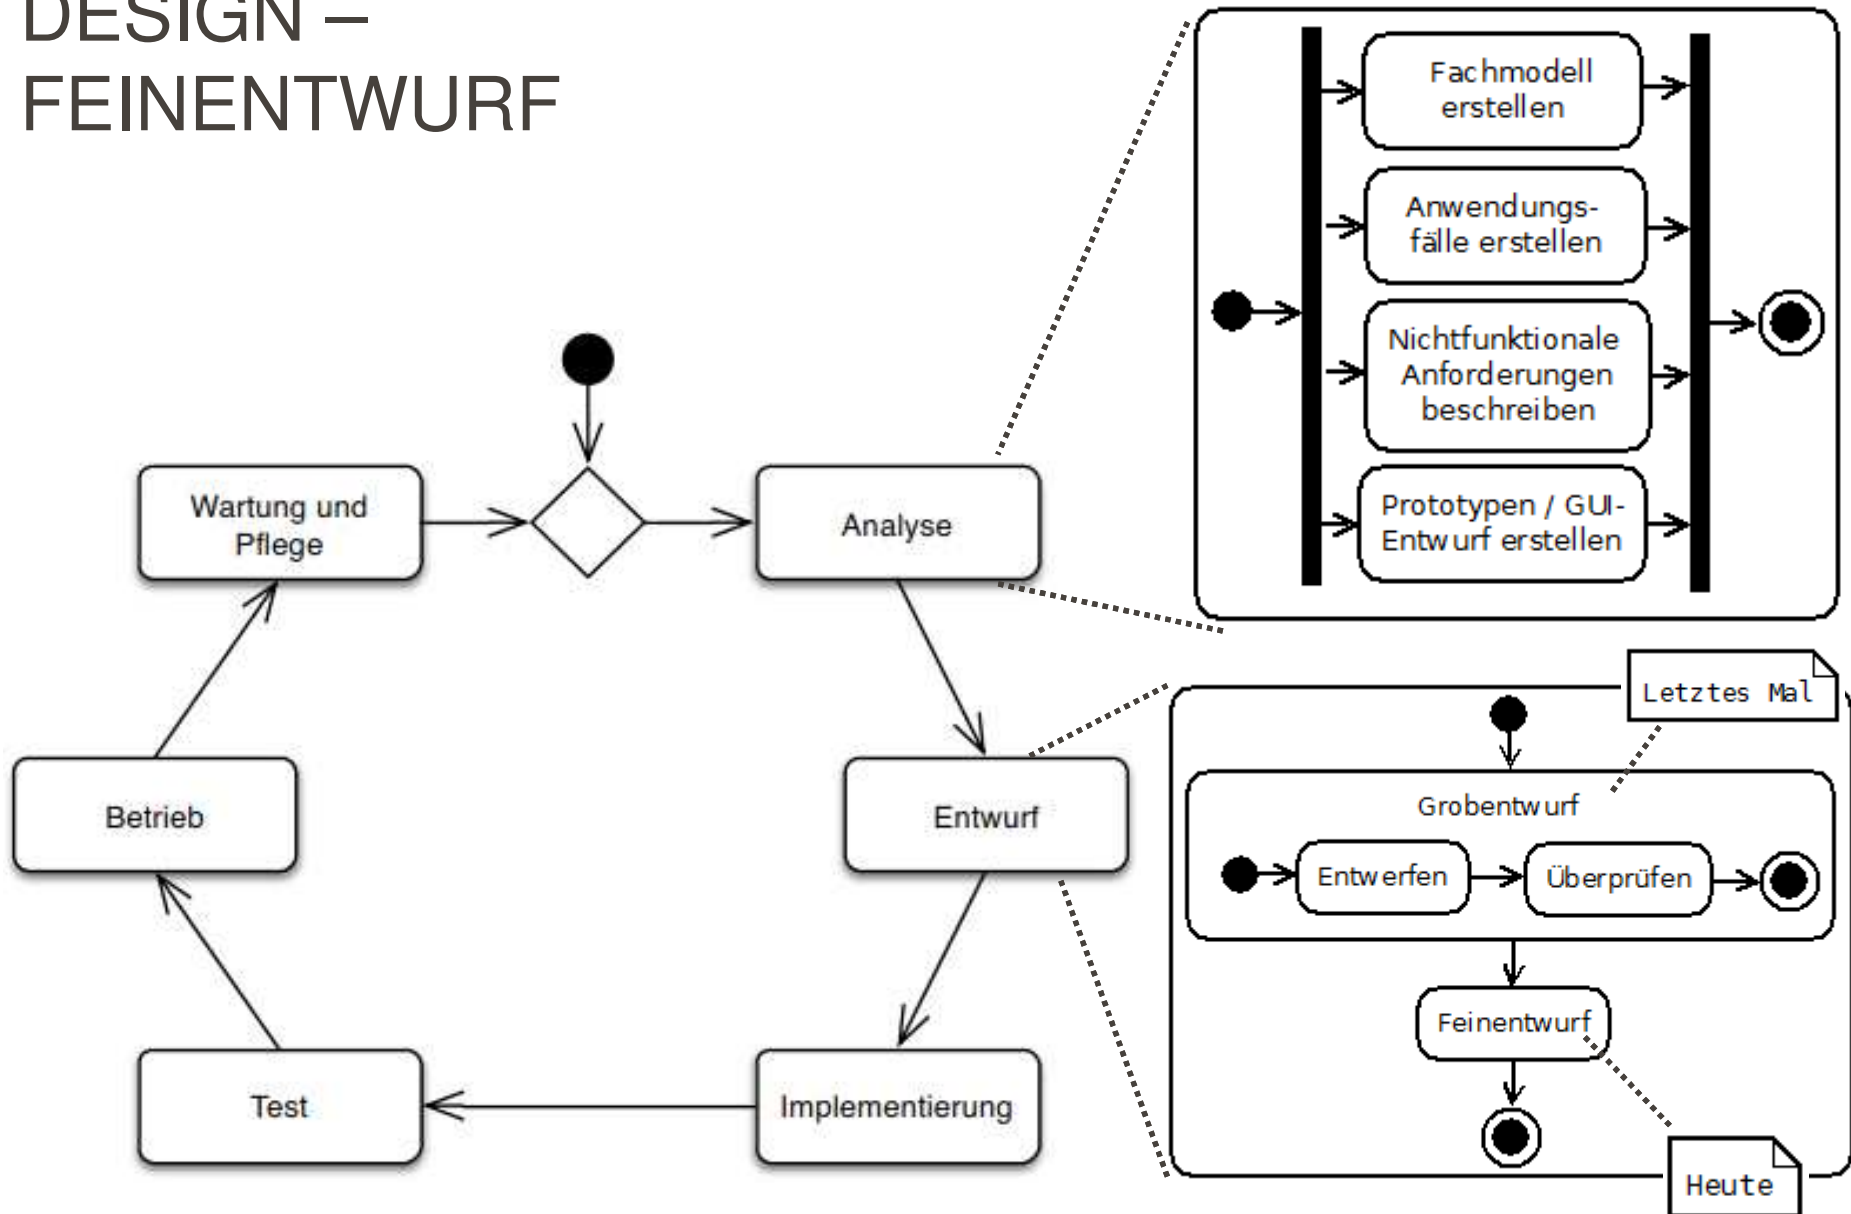 DESIGN –
FEINENTWURF
Fachmodell
erstellen
Anwendungs-
fälle erstellen
Nichtfunktionale
Anforderungen
beschreiben
Prototypen / GUI-
Entwurf erstellen
Wartung und
Pflege
Analyse
Betrieb
Entwurf
Test
Implementierung
Letztes Mal
Grobentwurf
Entwerfen
Überprüfen
Feinentwurf
Heute